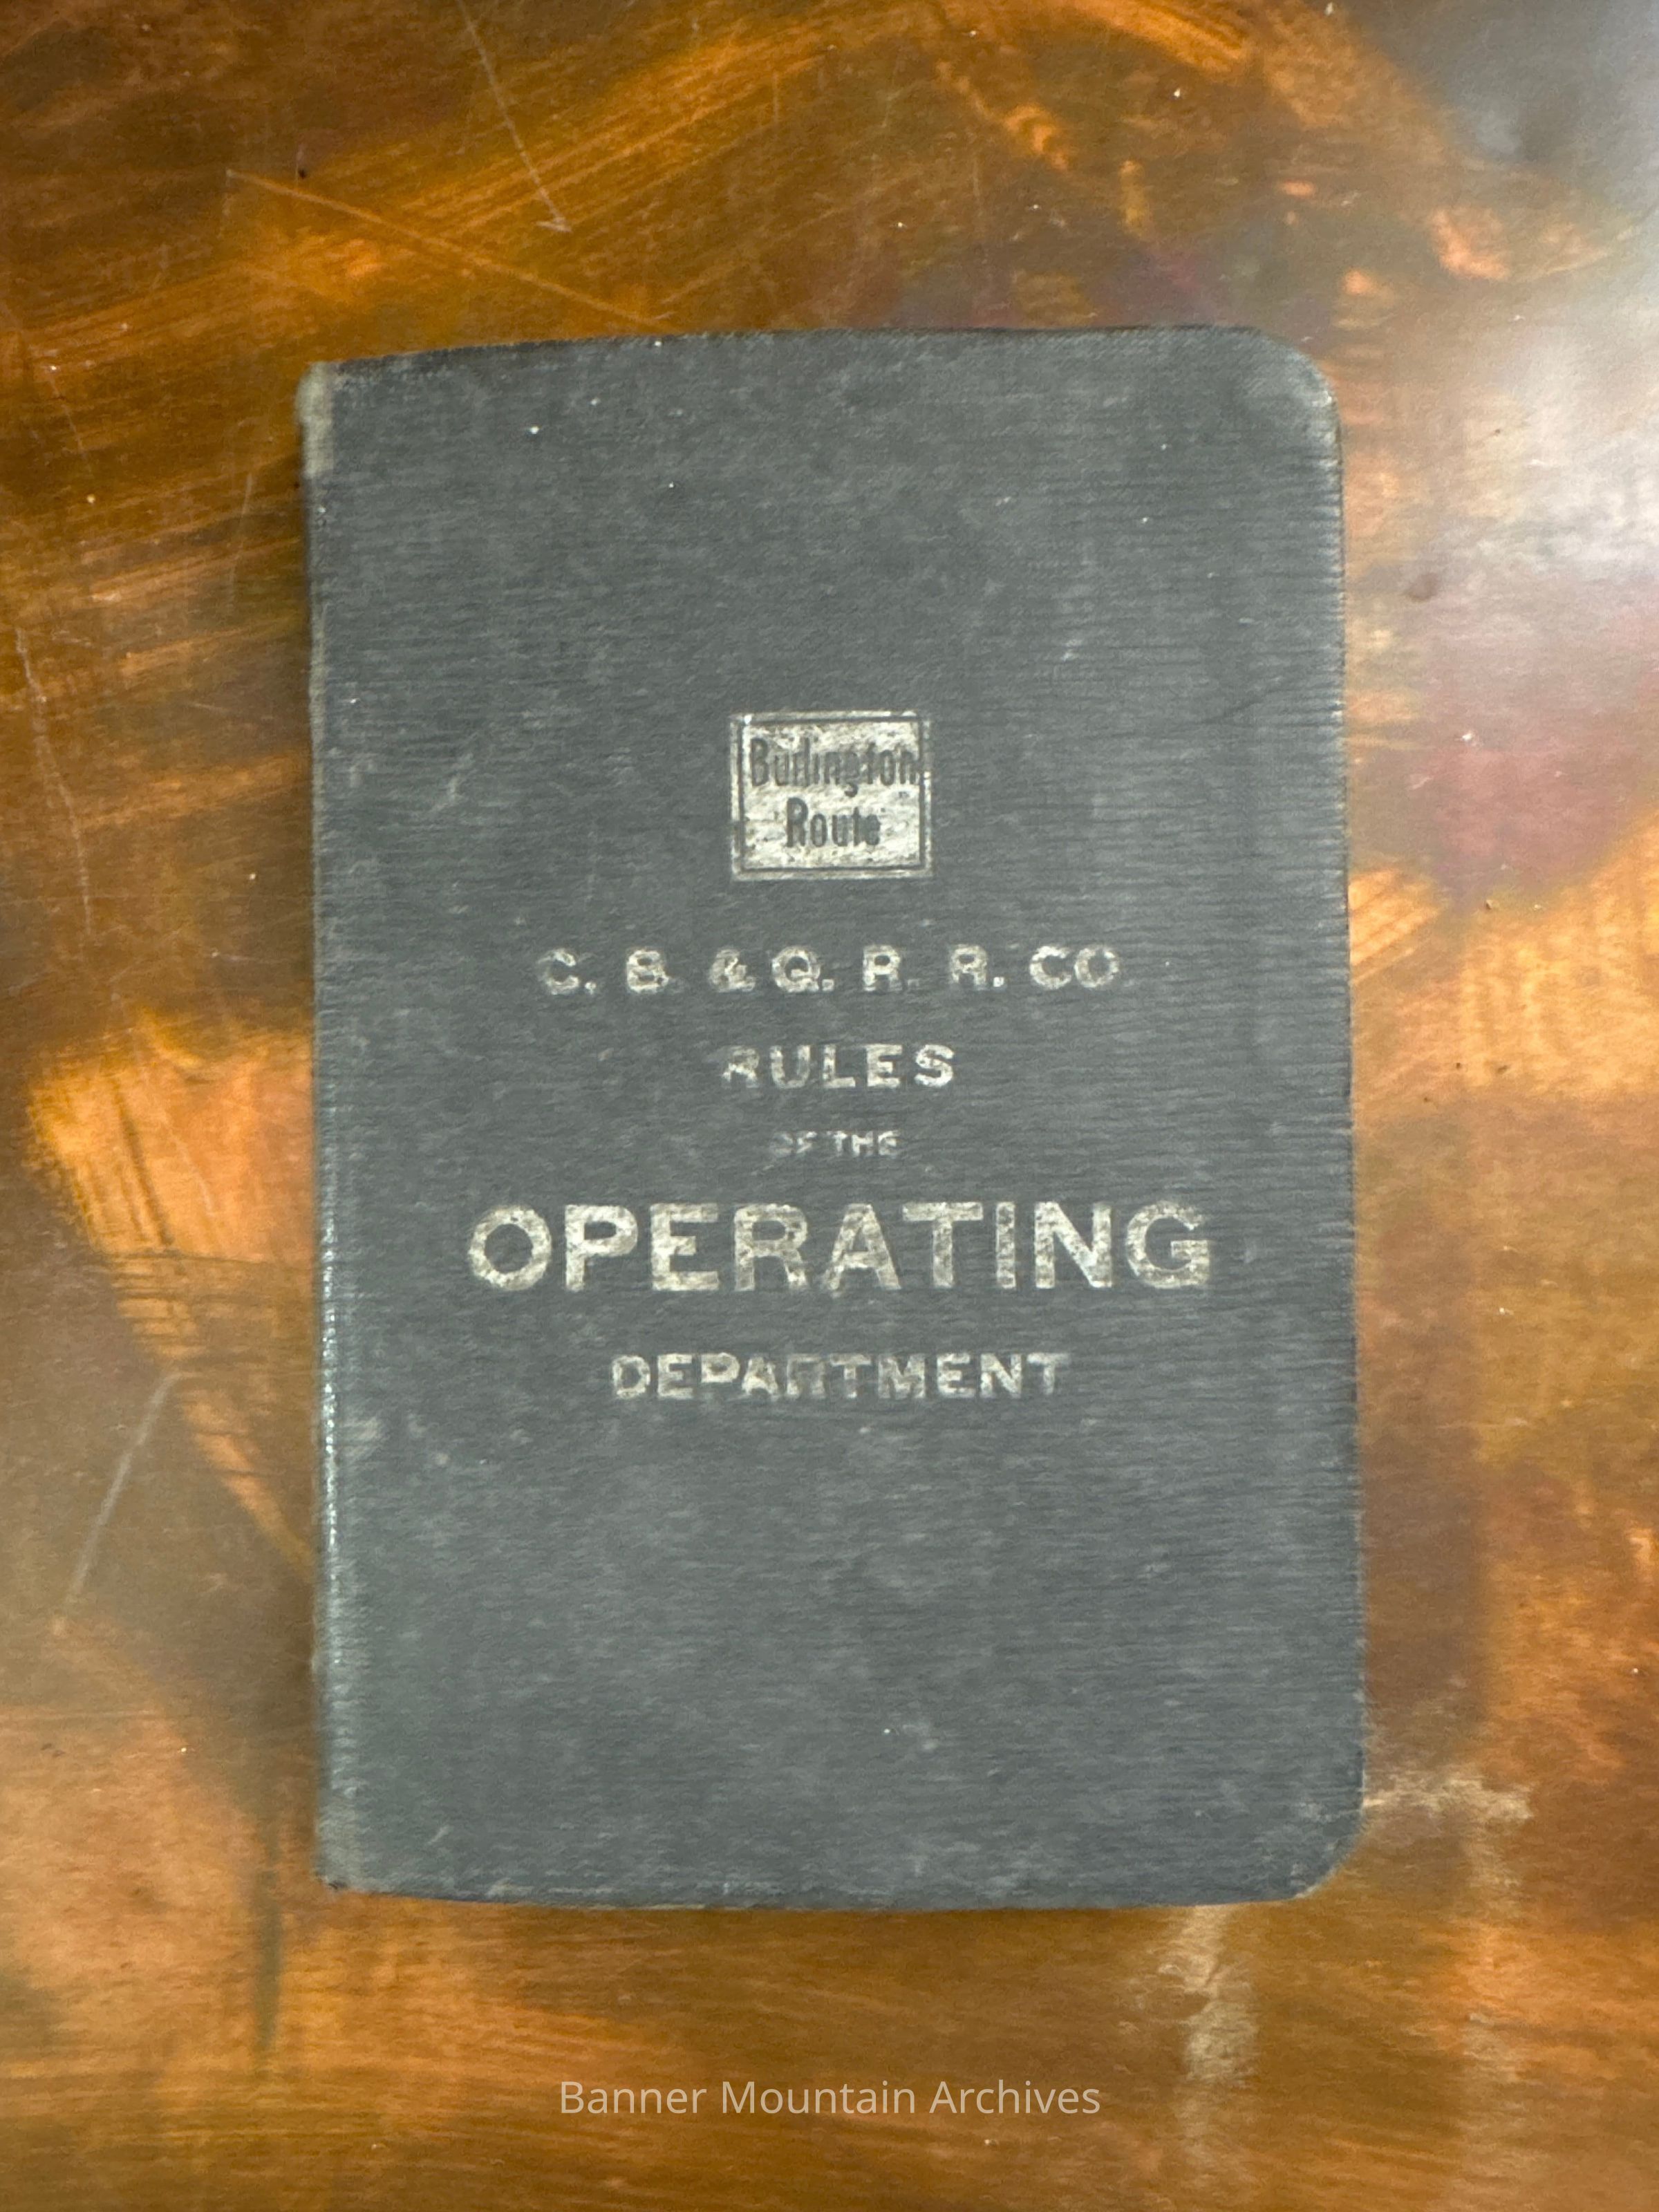 Burlington
Route
C. B. & Q. R. R. CO
RULES
OF THE
OPERATING
DEPARTMENT
Banner Mountain Archives